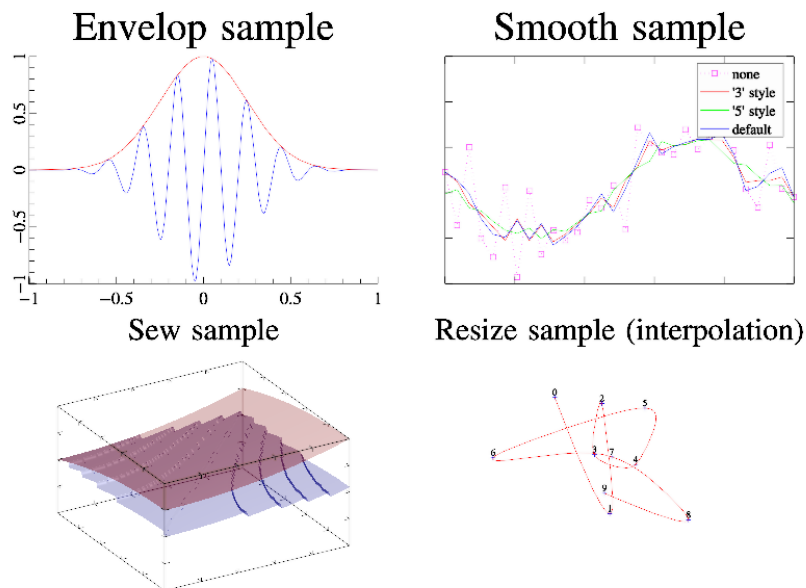 Envelop sample
Smooth sample
1
0.5
0
−0.5
−1
−1
−0.5
0
0.5
1
none
'3' style
'5' style
default
Sew sample
Resize sample (interpolation)
0
2
5
6
3
7
4
9
1
8